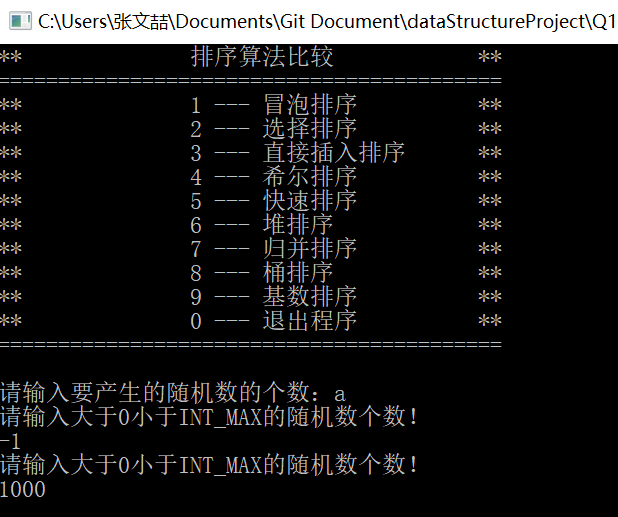 C:\Users\张文喆\Documents\Git Document\dataStructureProject\Q1
** 排序算法比较 **
==========================================
** 1 --- 冒泡排序 **
** 2 --- 选择排序 **
** 3 --- 直接插入排序 **
** 4 --- 希尔排序 **
** 5 --- 快速排序 **
** 6 --- 堆排序 **
** 7 --- 归并排序 **
** 8 --- 桶排序 **
** 9 --- 基数排序 **
** 0 --- 退出程序 **
==========================================
请输入要产生的随机数的个数：a
请输入大于0小于INT_MAX的随机数个数！
-1
请输入大于0小于INT_MAX的随机数个数！
1000